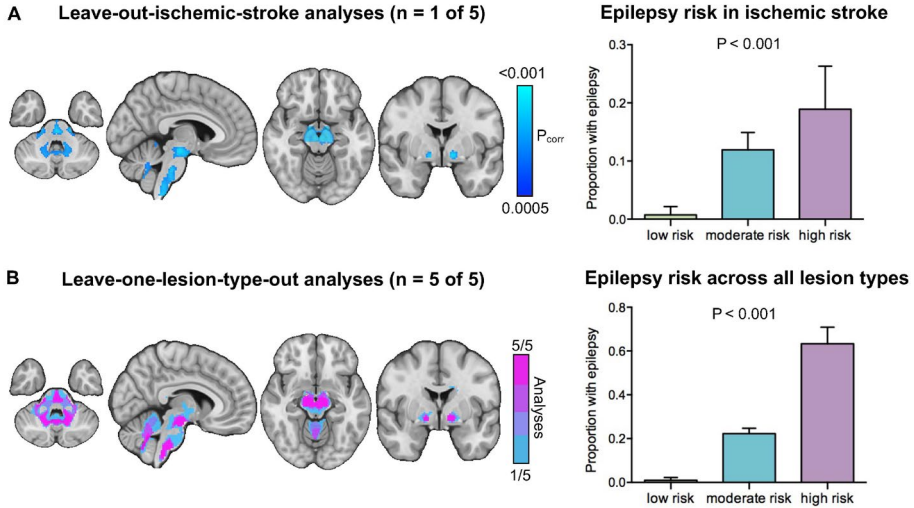 A
Leave-out-ischemic-stroke analyses (n = 1 of 5)
<0.001
Pcorr
0.0005
Epilepsy risk in ischemic stroke
P < 0.001
Proportion with epilepsy
0.3
0.2
0.1
0.0
low risk moderate risk high risk
B
Leave-one-lesion-type-out analyses (n = 5 of 5)
5/5
Analyses
1/5
Epilepsy risk across all lesion types
P < 0.001
Proportion with epilepsy
0.8
0.6
0.4
0.2
0.0
low risk moderate risk high risk